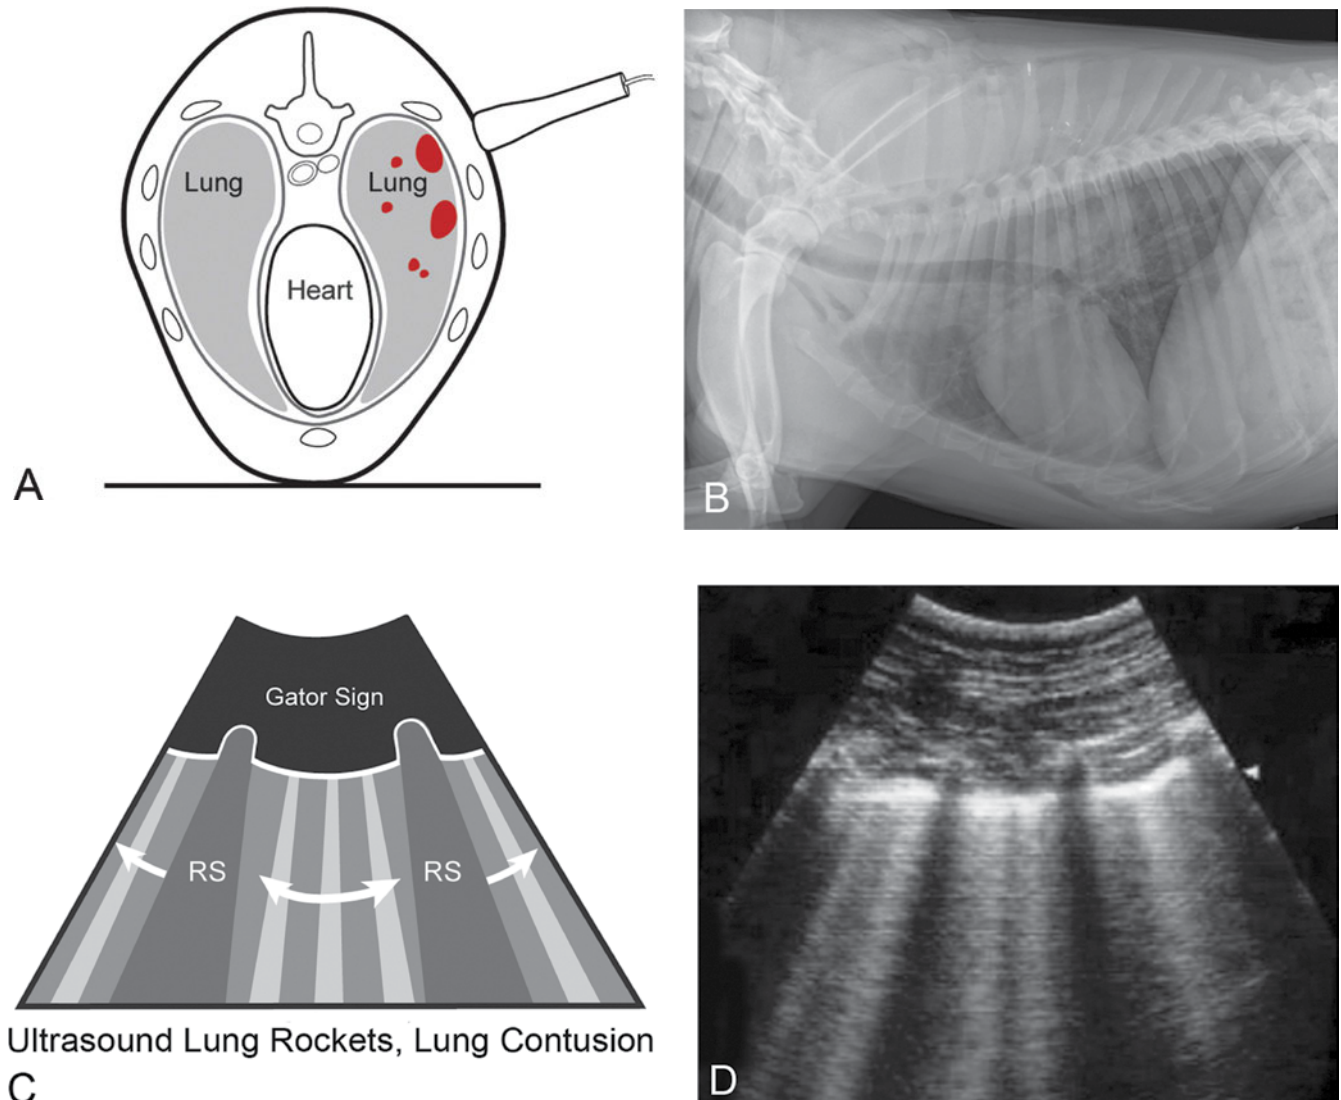 Lung
Lung
Heart
A
B
Gator Sign
RS
RS
Ultrasound Lung Rockets, Lung Contusion
C
D